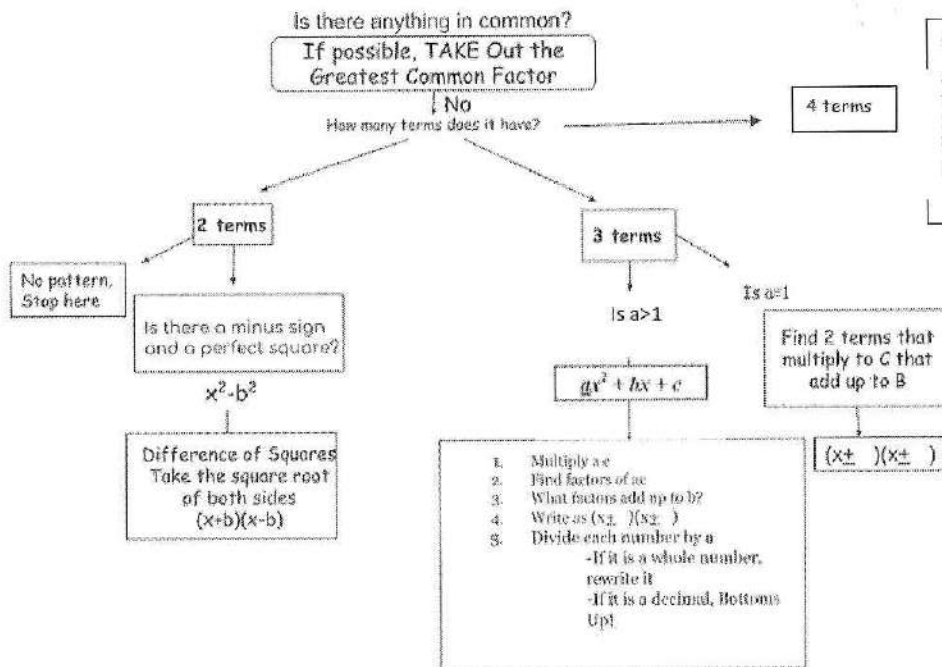 Is there anything in common?
If possible, TAKE Out the
Greatest Common Factor
No
How many terms does it have?
4 terms
2 terms
3 terms
No pattern,
Stop here
Is there a minus sign
and a perfect square?
x²-b²
Difference of Squares
Take the square root
of both sides
(x+b)(x-b)
Is a>1
ax² + bx + c
1. Multiply a·c
2. Find factors of ac
3. What factors add up to b?
4. Write as (x± )(x± )
5. Divide each number by a
-If it is a whole number,
rewrite it
-If it is a decimal, Bottoms
Up!
Is a=1
Find 2 terms that
multiply to C that
add up to B
(x± )(x± )